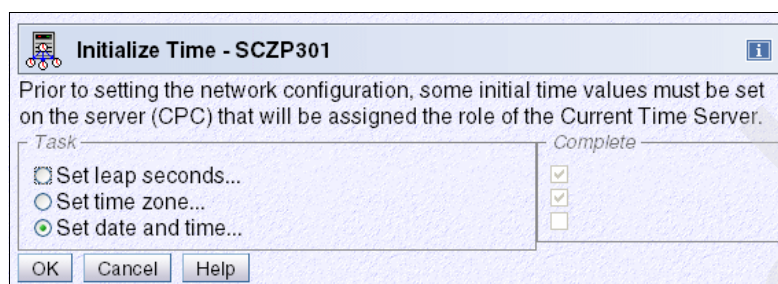 Initialize Time - SCZP301
i
Prior to setting the network configuration, some initial time values must be set
on the server (CPC) that will be assigned the role of the Current Time Server.
Task
Complete
Set leap seconds...
Set time zone...
Set date and time...
OK Cancel Help